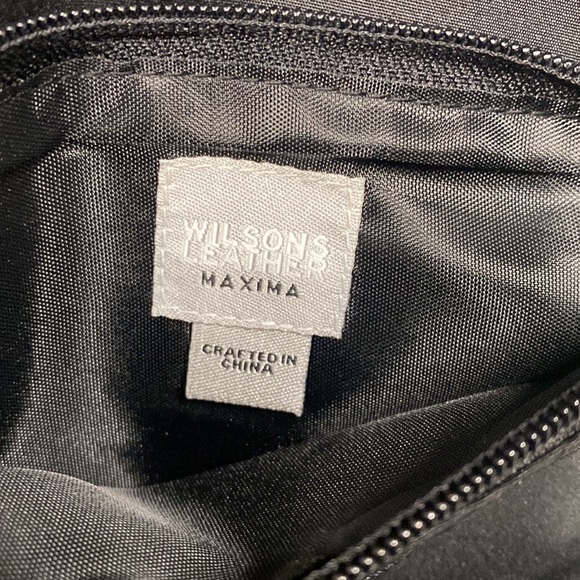 WILSONS
LEATHER
MAXIMA
CRAFTED IN
CHINA